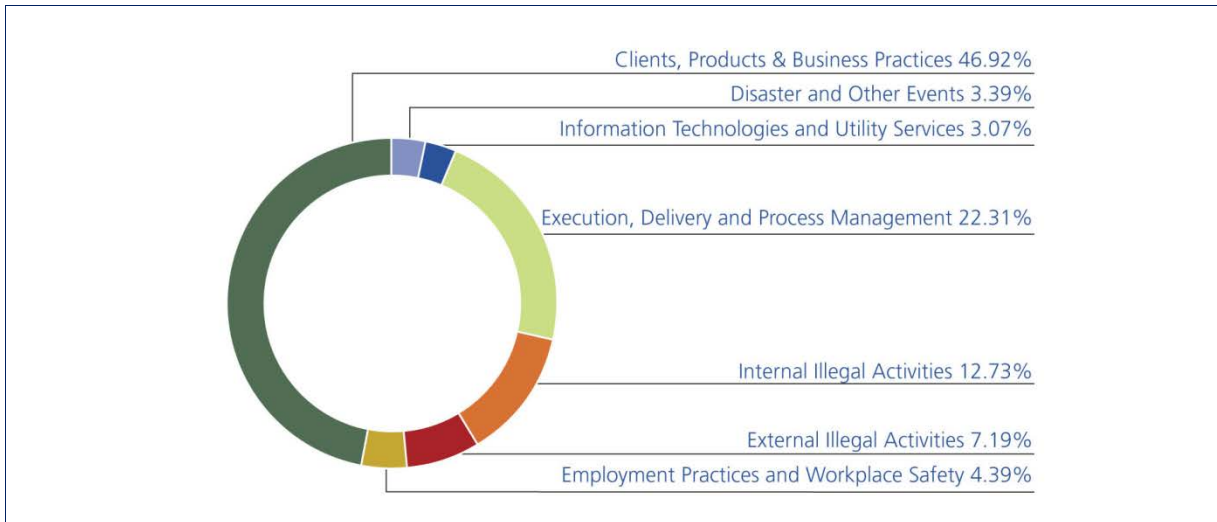 Clients, Products & Business Practices 46.92%
Disaster and Other Events 3.39%
Information Technologies and Utility Services 3.07%
Execution, Delivery and Process Management 22.31%
Internal Illegal Activities 12.73%
External Illegal Activities 7.19%
Employment Practices and Workplace Safety 4.39%